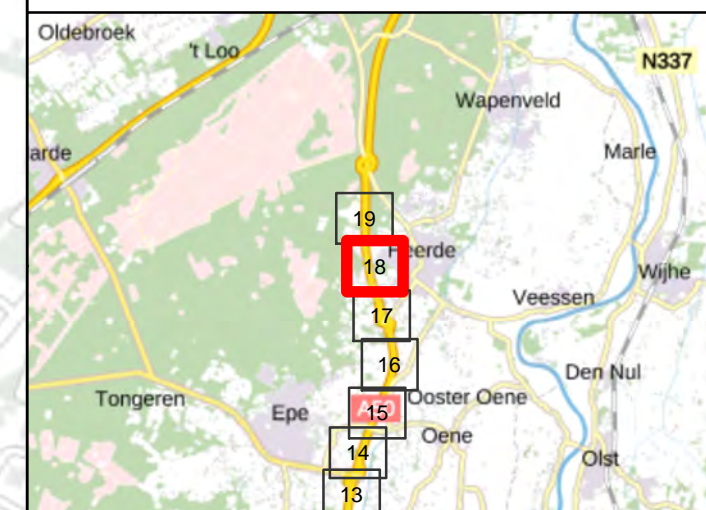 Oldebroek
't Loo
N337
Wapenveld
arde
Marle
19
Heerde
18
Wijhe
Veessen
17
16
Den Nul
Tongeren
Epe
Ooster Oene
A50
15
Oene
14
Olst
13